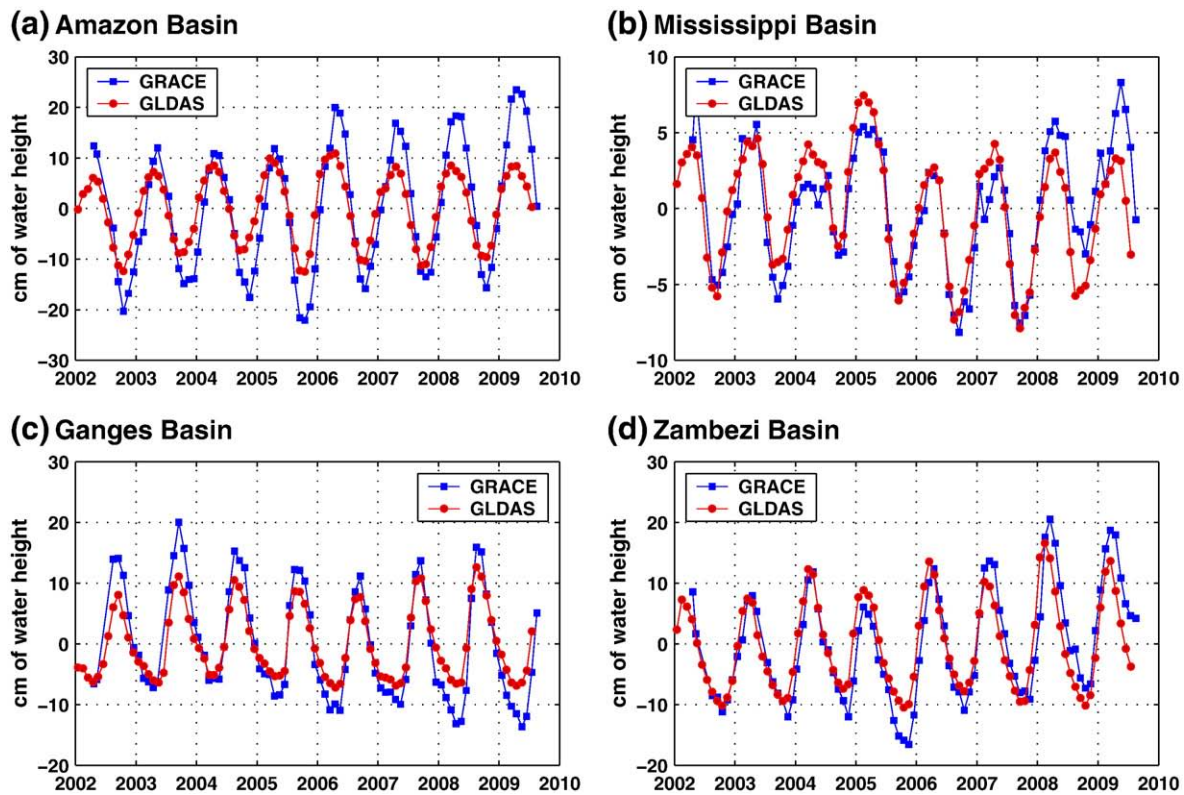 (a) Amazon Basin
30
20
10
0
−10
−20
−30
cm of water height
GRACE
GLDAS
2002 2003 2004 2005 2006 2007 2008 2009 2010
(b) Mississippi Basin
10
5
0
−5
−10
cm of water height
GRACE
GLDAS
2002 2003 2004 2005 2006 2007 2008 2009 2010
(c) Ganges Basin
30
20
10
0
−10
−20
cm of water height
GRACE
GLDAS
2002 2003 2004 2005 2006 2007 2008 2009 2010
(d) Zambezi Basin
30
20
10
0
−10
−20
cm of water height
GRACE
GLDAS
2002 2003 2004 2005 2006 2007 2008 2009 2010